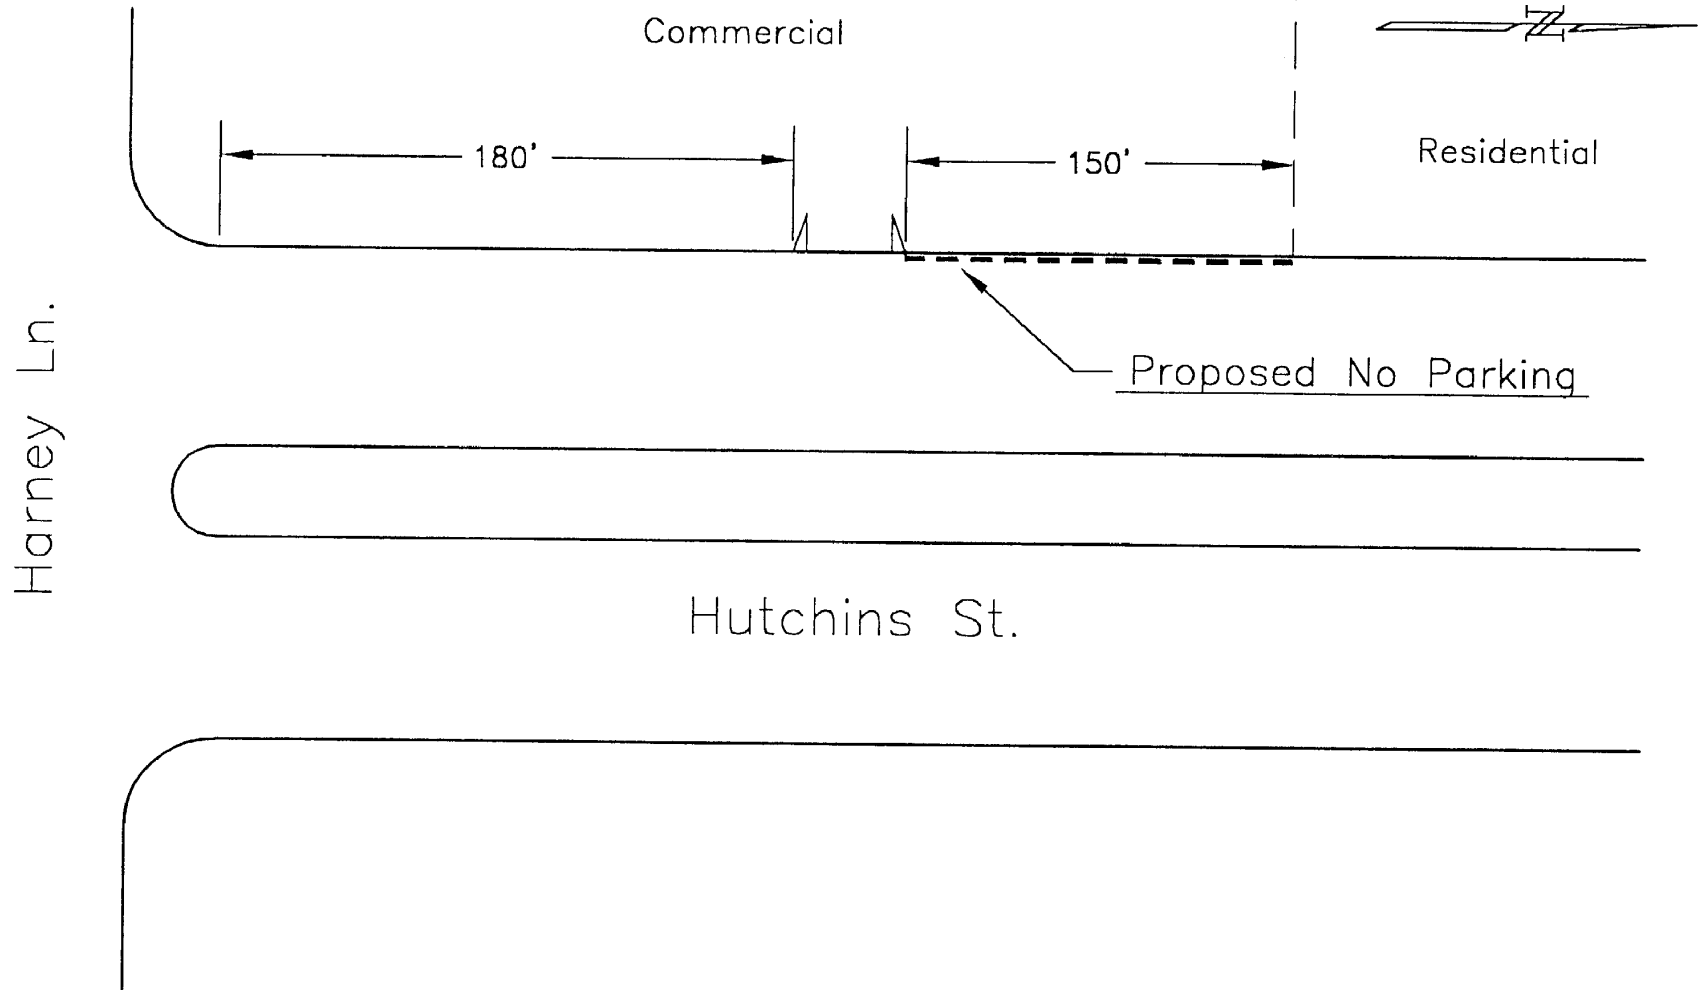 Commercial
N
180'
150'
Residential
Proposed No Parking
Harney Ln.
Hutchins St.